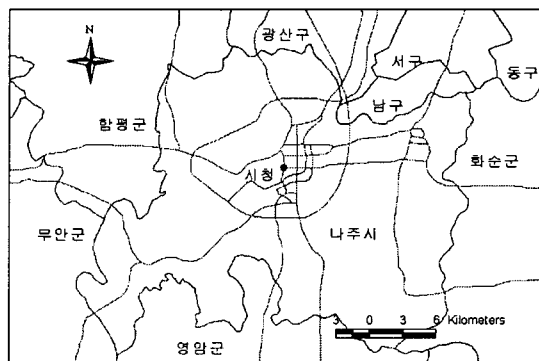 N
광산구
서구
동구
남구
함평군
화순군
시청
무안군
나주시
3 0 3 6 Kilometers
영암군